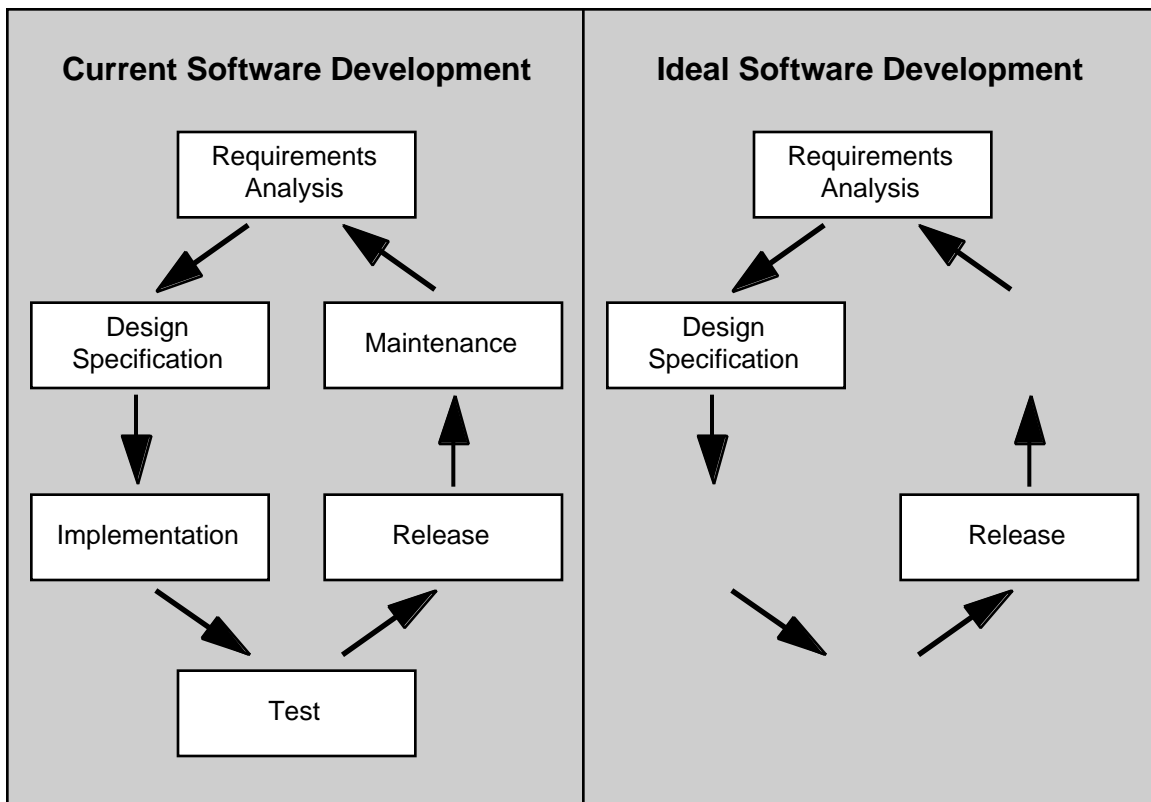 Current Software Development
Requirements
Analysis
Design
Specification
Maintenance
Implementation
Release
Test
Ideal Software Development
Requirements
Analysis
Design
Specification
Release